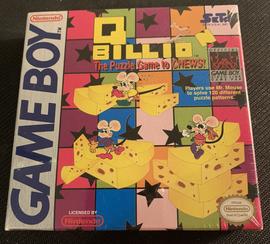 Nintendo
GAME BOY
Q
BILLION
The Puzzle Game to CHEWS!
GAME BOY
Players use Mr. Mouse
to solve 120 different
puzzle patterns.
LICENSED BY
Nintendo
Nintendo